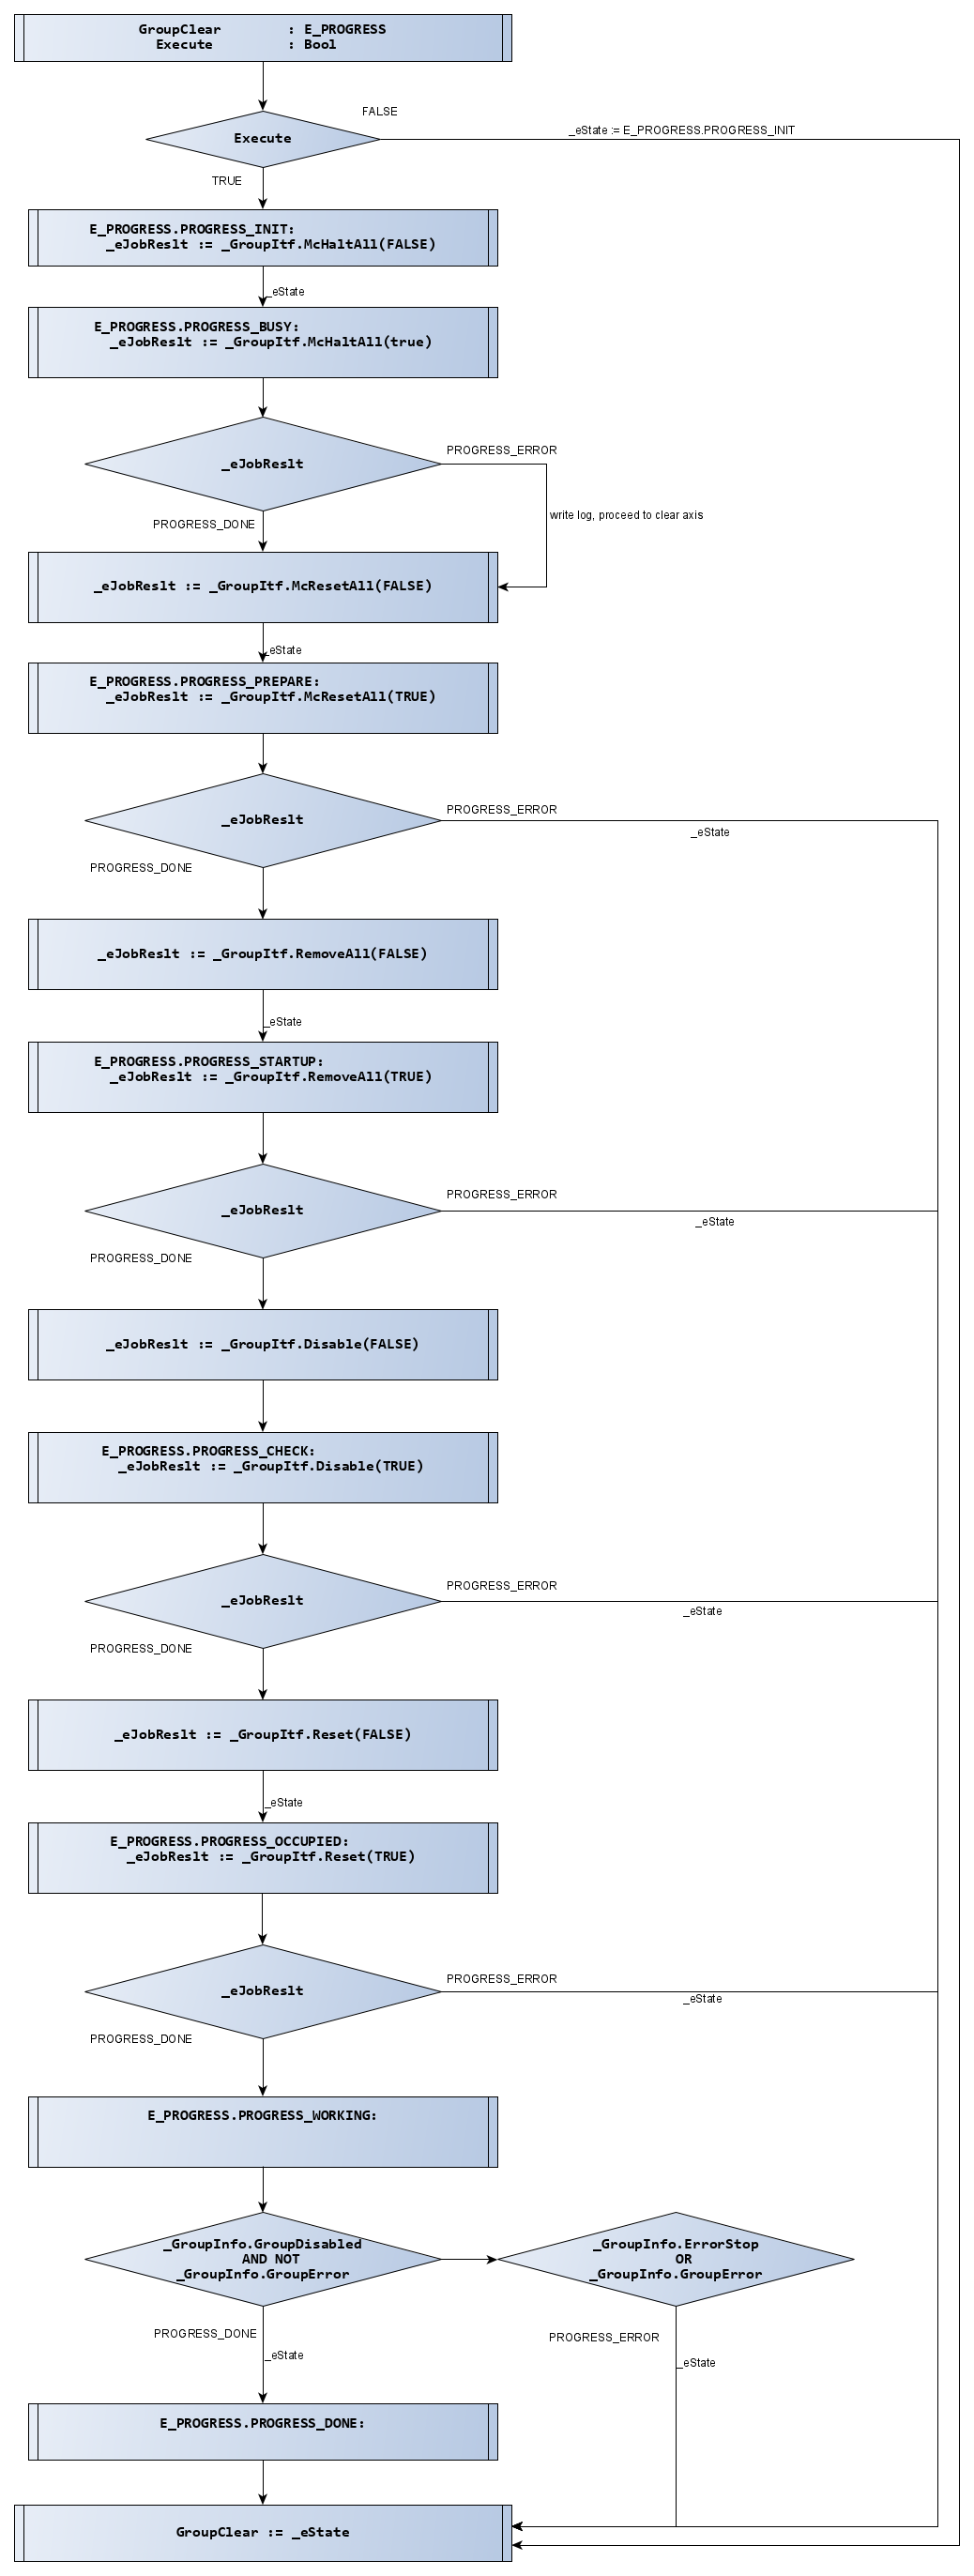 GroupClear        : E_PROGRESS
Execute         : Bool
FALSE
Execute
_eState := E_PROGRESS.PROGRESS_INIT
TRUE
E_PROGRESS.PROGRESS_INIT:
_eJobReslt := _GroupItf.McHaltAll(FALSE)
_eState
E_PROGRESS.PROGRESS_BUSY:
_eJobReslt := _GroupItf.McHaltAll(true)
PROGRESS_ERROR
_eJobReslt
write log, proceed to clear axis
PROGRESS_DONE
_eJobReslt := _GroupItf.McResetAll(FALSE)
_eState
E_PROGRESS.PROGRESS_PREPARE:
_eJobReslt := _GroupItf.McResetAll(TRUE)
PROGRESS_ERROR
_eJobReslt
_eState
PROGRESS_DONE
_eJobReslt := _GroupItf.RemoveAll(FALSE)
_eState
E_PROGRESS.PROGRESS_STARTUP:
_eJobReslt := _GroupItf.RemoveAll(TRUE)
PROGRESS_ERROR
_eJobReslt
_eState
PROGRESS_DONE
_eJobReslt := _GroupItf.Disable(FALSE)
E_PROGRESS.PROGRESS_CHECK:
_eJobReslt := _GroupItf.Disable(TRUE)
PROGRESS_ERROR
_eJobReslt
_eState
PROGRESS_DONE
_eJobReslt := _GroupItf.Reset(FALSE)
_eState
E_PROGRESS.PROGRESS_OCCUPIED:
_eJobReslt := _GroupItf.Reset(TRUE)
PROGRESS_ERROR
_eJobReslt
_eState
PROGRESS_DONE
E_PROGRESS.PROGRESS_WORKING:
_GroupInfo.GroupDisabled
AND NOT
_GroupInfo.GroupError
_GroupInfo.ErrorStop
OR
_GroupInfo.GroupError
PROGRESS_DONE
_eState
PROGRESS_ERROR
_eState
E_PROGRESS.PROGRESS_DONE:
GroupClear := _eState